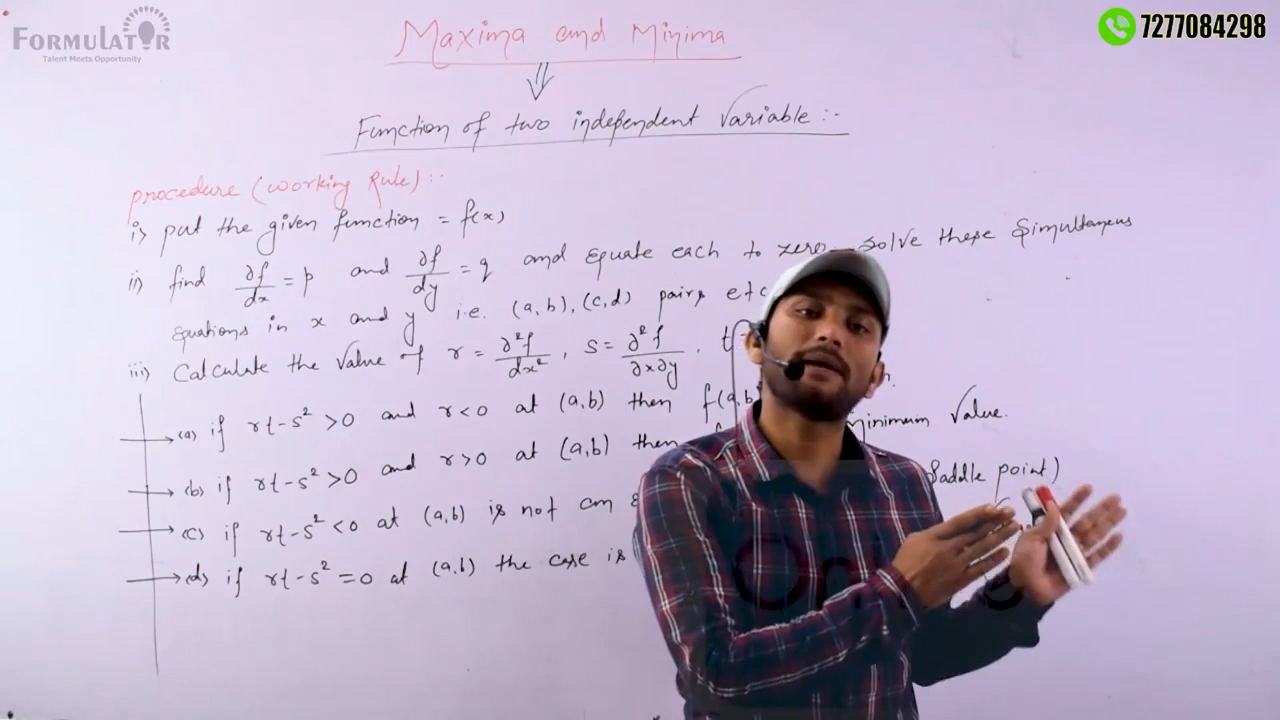 FORMULATOR
Talent Meets Opportunity
7277084298
Maxima and Minima
⇓
Function of two independent Variable :-
procedure (working Rule) :-
i) put the given function = f(x)
ii) find ∂f/dx = p and ∂f/dy = q and equate each to zero solve these simultaneous
equations in x and y i.e. (a, b), (c, d) pairs etc
iii) Calculate the value of r = ∂²f/dx² , s = ∂²f/∂x∂y , t =
→ (a) if rt-s² >0 and r<0 at (a,b) then f(a,b
→ (b) if rt-s² >0 and r>0 at (a,b) then minimum value.
→ (c) if rt-s² <0 at (a,b) is not an Saddle point)
→ (d) if rt-s² =0 at (a,b) the case is